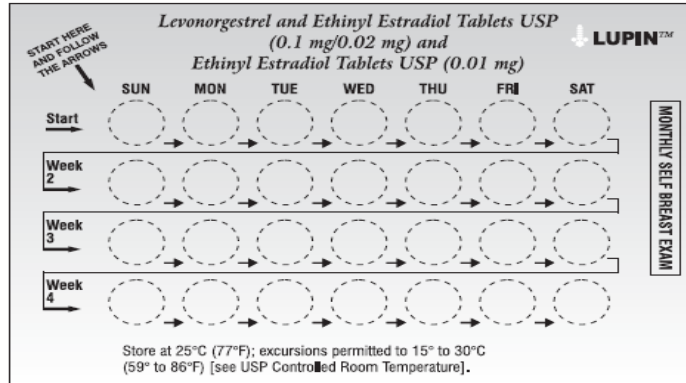 Levonorgestrel and Ethinyl Estradiol Tablets USP
(0.1 mg/0.02 mg) and
Ethinyl Estradiol Tablets USP (0.01 mg)
LUPIN™
START HERE
AND FOLLOW
THE ARROWS
SUN MON TUE WED THU FRI SAT
Start
Week
2
Week
3
Week
4
MONTHLY SELF BREAST EXAM
Store at 25°C (77°F); excursions permitted to 15° to 30°C
(59° to 86°F) [see USP Controlled Room Temperature].